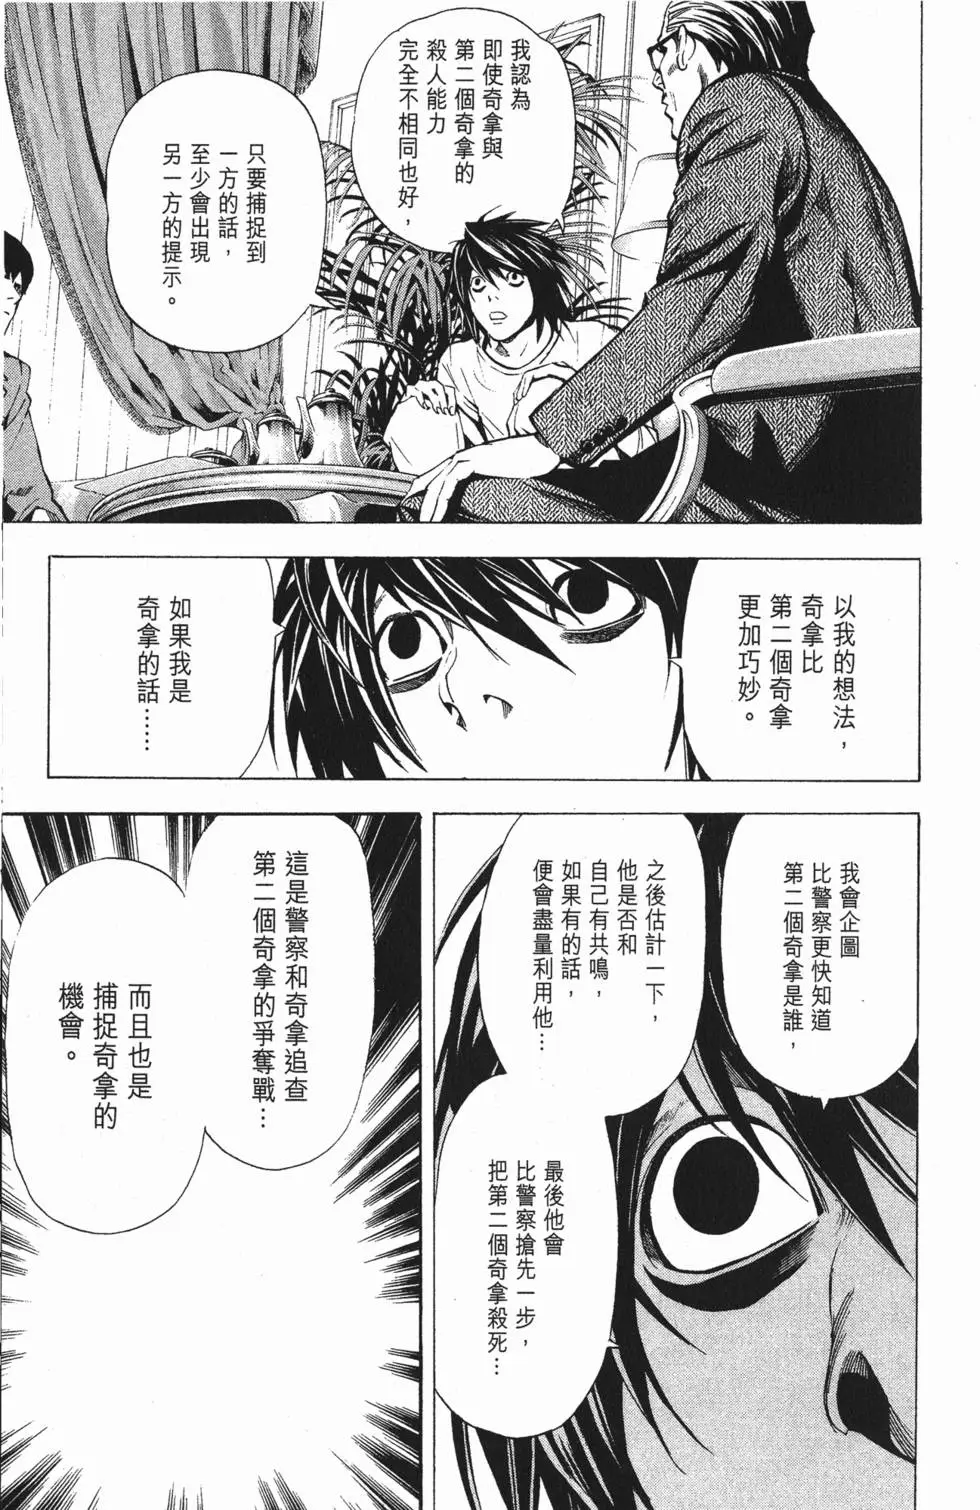 我認為
即使奇拿與
第二個奇拿的
殺人能力
完全不相同也好，
只要捕捉到
一方的話，
至少會出現
另一方的提示。
以我的想法，
奇拿比
第二個奇拿
更加巧妙。
如果我是
奇拿的話……
我會企圖
比警察更快知道
第二個奇拿是誰，
之後估計一下，
他是否和
自己有共鳴，
如果有的話，
便會盡量利用他…
最後他會
比警察搶先一步，
把第二個奇拿殺死…
這是警察和奇拿追查
第二個奇拿的爭奪戰…
而且也是
捕捉奇拿的
機會。